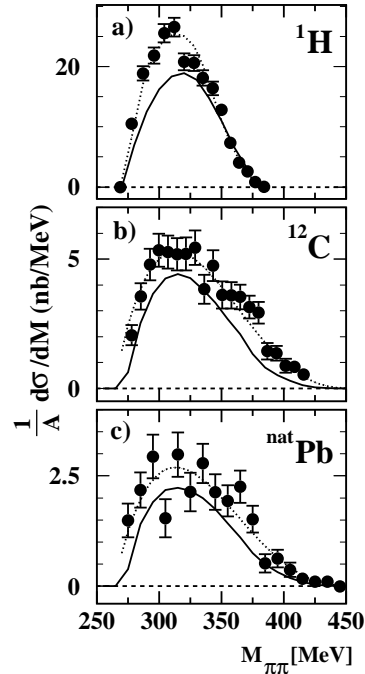 a) ¹H
20
0
b) ¹²C
5
0
c) ⁿᵃᵗPb
2.5
0
1/A dσ/dM (nb/MeV)
250 300 350 400 450
M_ππ[MeV]